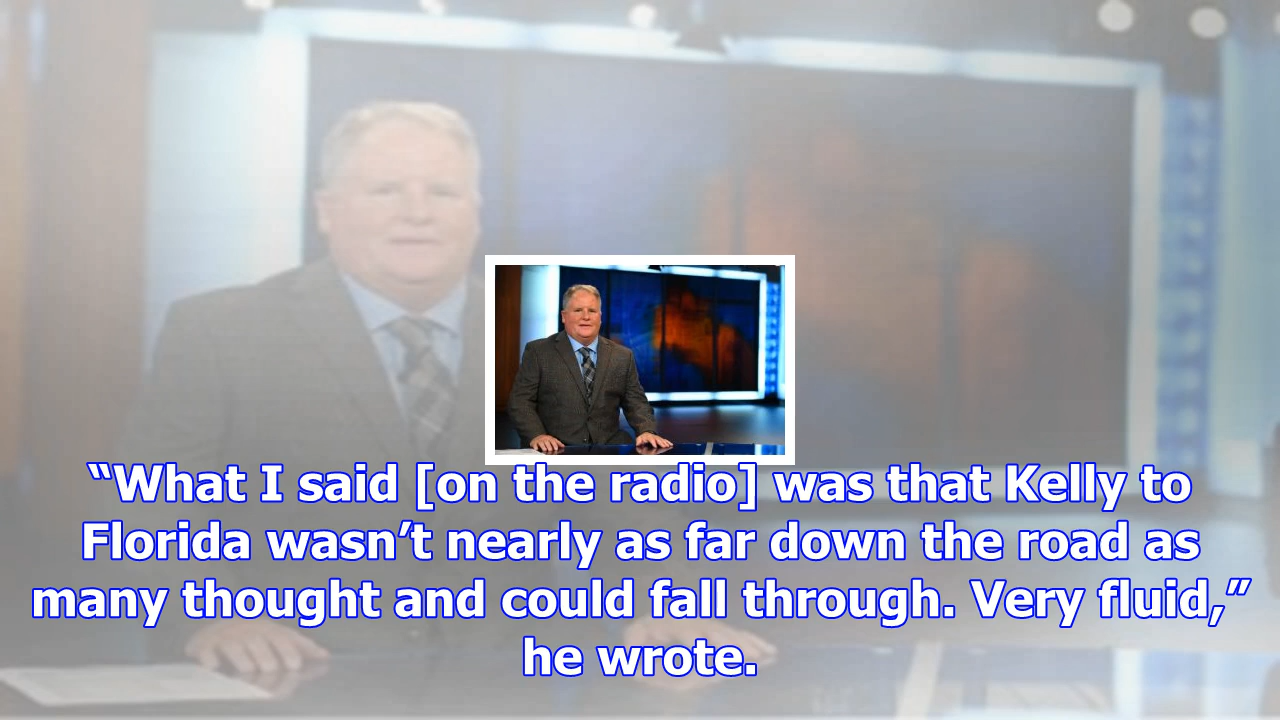 “What I said [on the radio] was that Kelly to
Florida wasn’t nearly as far down the road as
many thought and could fall through. Very fluid,”
he wrote.